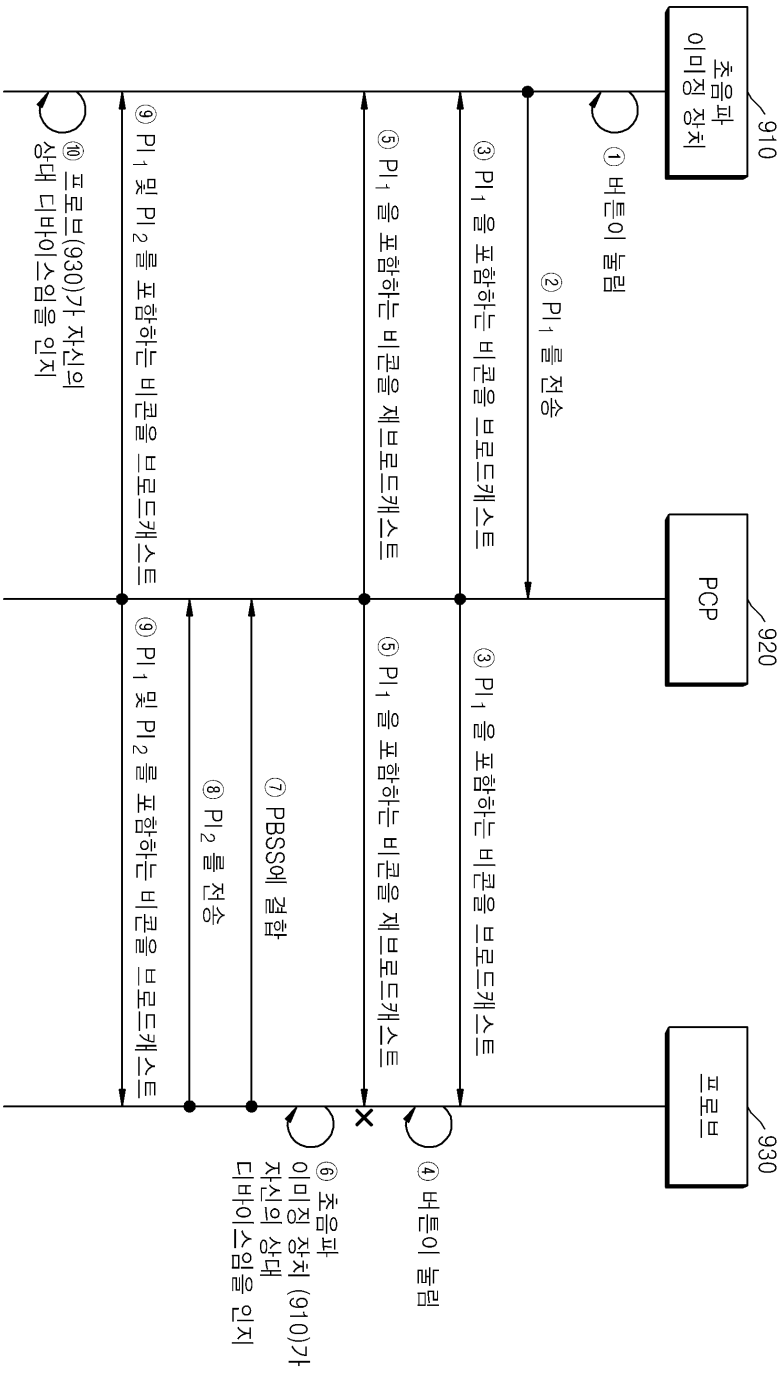 910
초음파
이미징 장치
920
PCP
930
프로브
① 버튼이 눌림
② PI₁ 를 전송
③ PI₁ 을 포함하는 비콘을 브로드캐스트
③ PI₁ 을 포함하는 비콘을 브로드캐스트
④ 버튼이 눌림
⑤ PI₁ 을 포함하는 비콘을 재브로드캐스트
⑤ PI₁ 을 포함하는 비콘을 재브로드캐스트
⑥ 초음파
이미징 장치 (910)가
자신의 상대
디바이스임을 인지
⑦ PBSS에 결합
⑧ PI₂ 를 전송
⑨ PI₁ 및 PI₂ 를 포함하는 비콘을 브로드캐스트
⑨ PI₁ 및 PI₂ 를 포함하는 비콘을 브로드캐스트
⑩ 프로브(930)가 자신의
상대 디바이스임을 인지